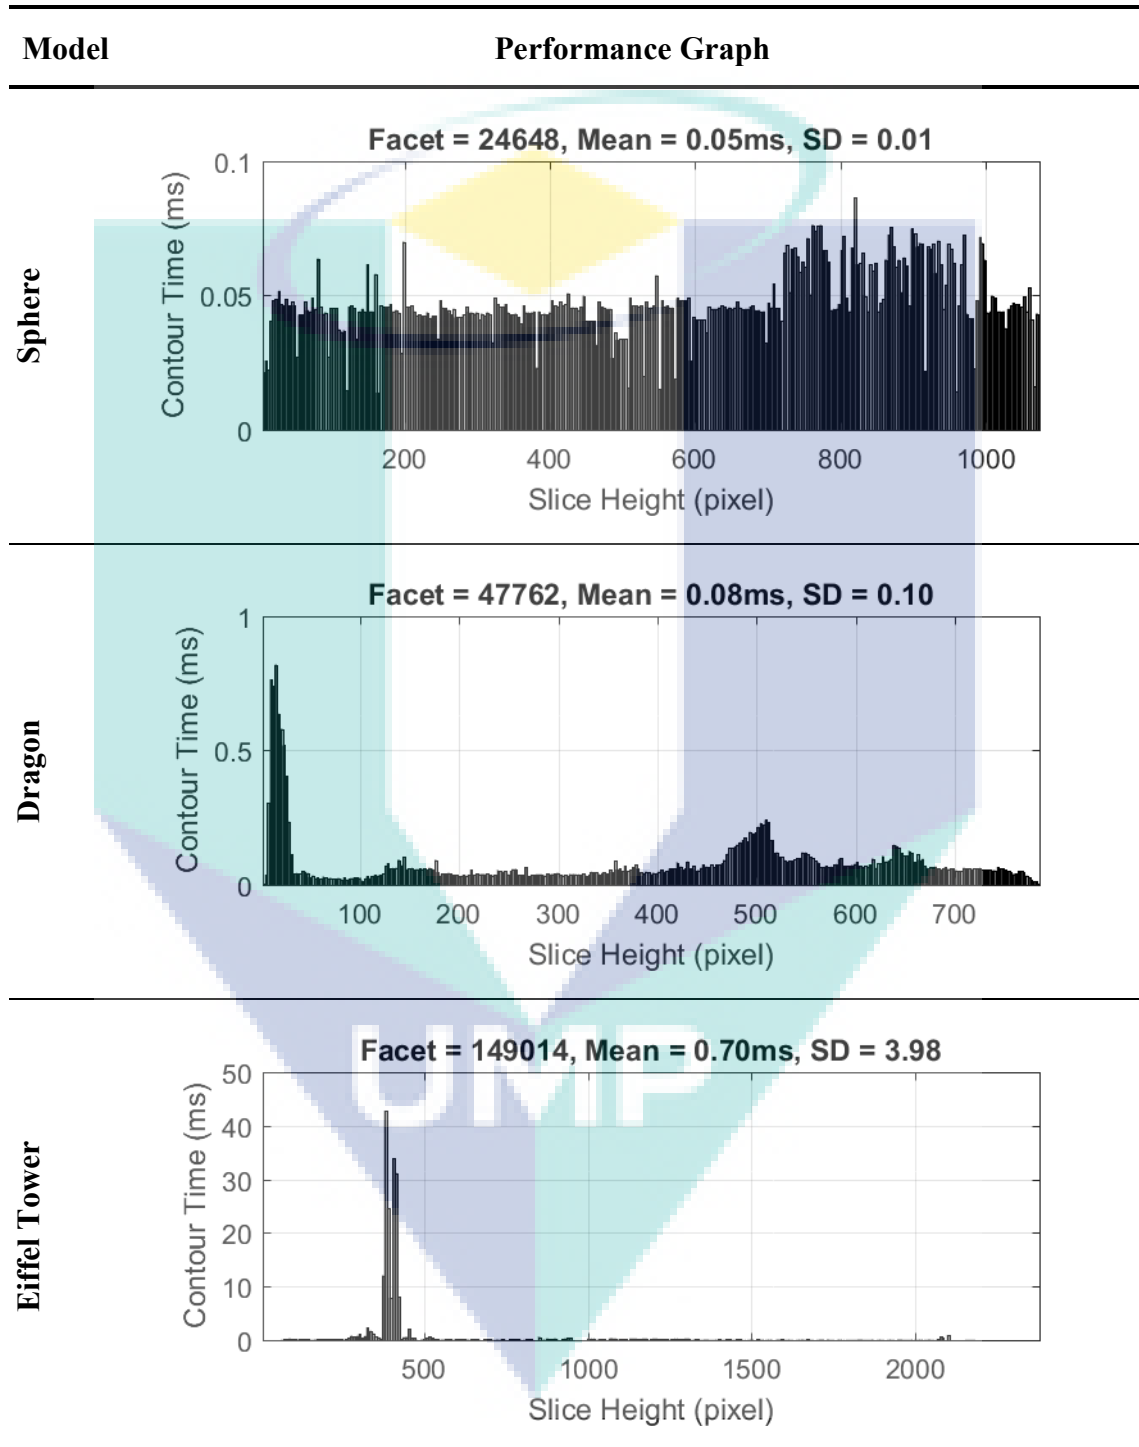 Model Performance Graph
Sphere
Facet = 24648, Mean = 0.05ms, SD = 0.01
Contour Time (ms)
0.1
0.05
0
200 400 600 800 1000
Slice Height (pixel)
Dragon
Facet = 47762, Mean = 0.08ms, SD = 0.10
Contour Time (ms)
1
0.5
0
100 200 300 400 500 600 700
Slice Height (pixel)
UMP
Eiffel Tower
Facet = 149014, Mean = 0.70ms, SD = 3.98
Contour Time (ms)
50
40
30
20
10
0
500 1000 1500 2000
Slice Height (pixel)